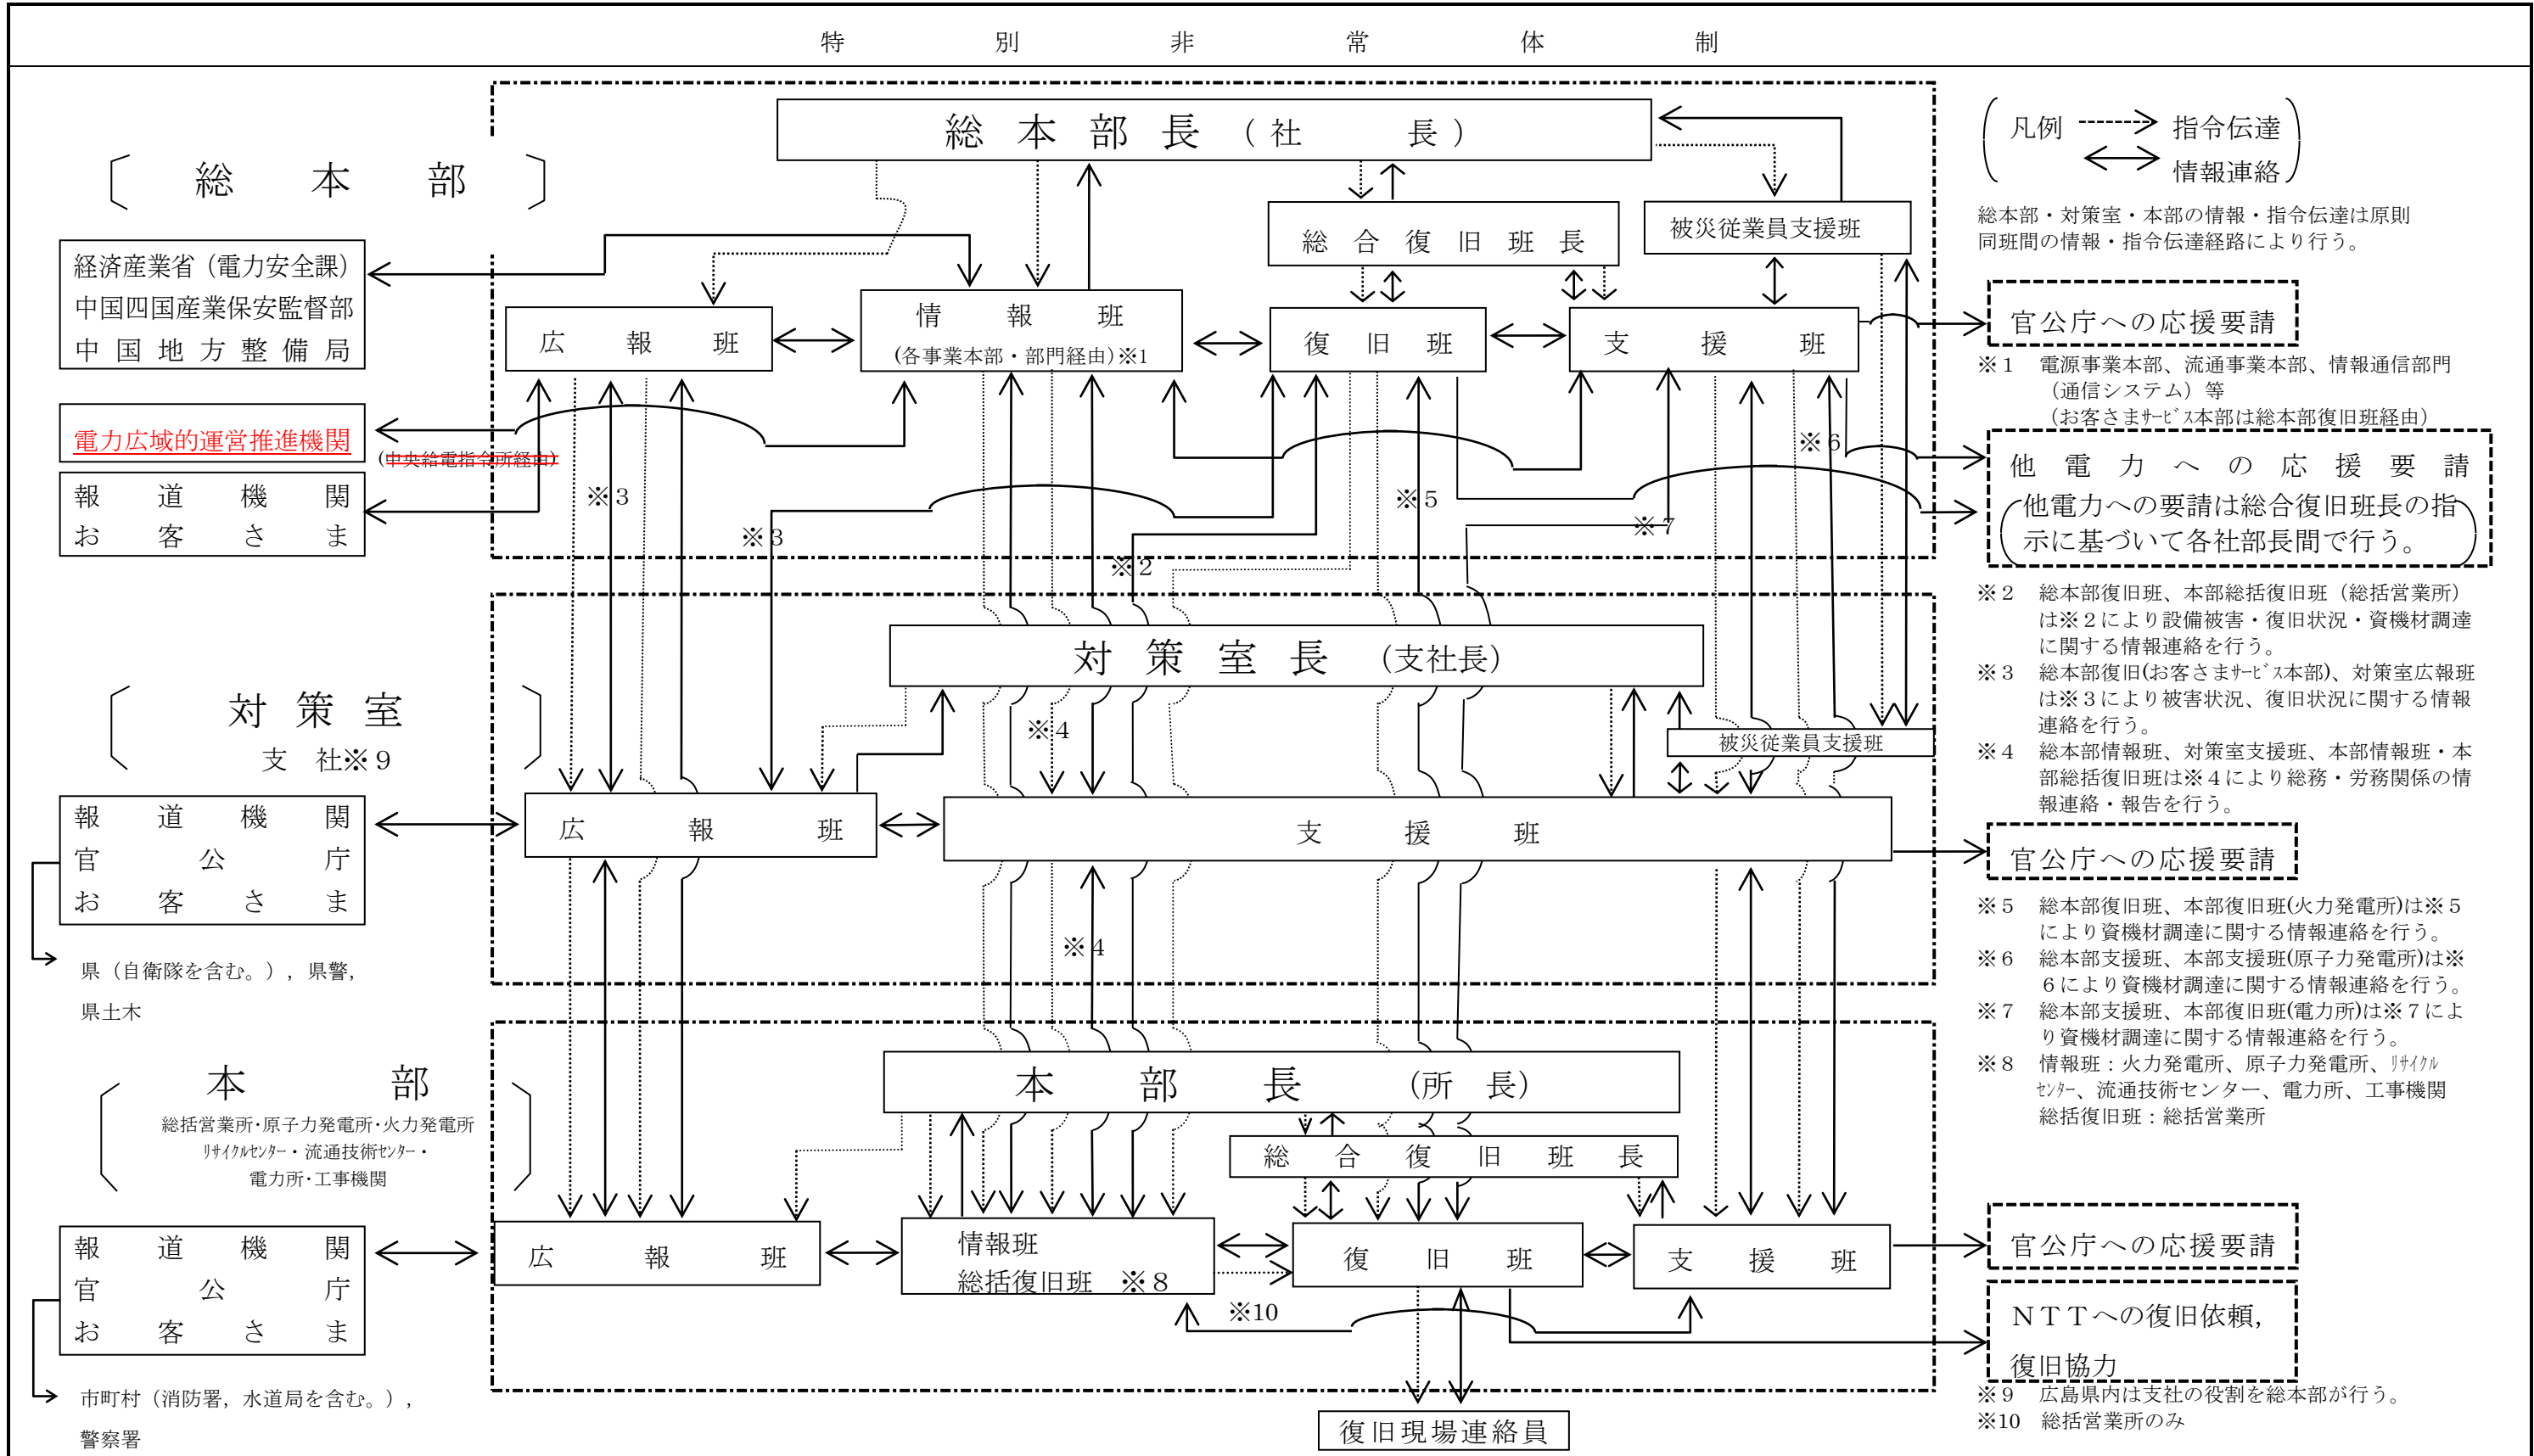 特別非常体制
総本部長（社長）
凡例 指令伝達
情報連絡
〔総本部〕
総合復旧班長
被災従業員支援班
総本部・対策室・本部の情報・指令伝達は原則
同班間の情報・指令伝達経路により行う。
経済産業省（電力安全課）
中国四国産業保安監督部
中国地方整備局
広報班
情報班
(各事業本部・部門経由)※1
復旧班
支援班
官公庁への応援要請
※１ 電源事業本部、流通事業本部、情報通信部門
（通信システム）等
（お客さまｻｰﾋﾞｽ本部は総本部復旧班経由）
電力広域的運営推進機関
(中央給電指令所経由)
※６
他電力への応援要請
他電力への要請は総合復旧班長の指
示に基づいて各社部長間で行う。
報道機関
お客さま
※３
※３
※５
※７
※２
※２ 総本部復旧班、本部総括復旧班（総括営業所）
は※２により設備被害・復旧状況・資機材調達
に関する情報連絡を行う。
※３ 総本部復旧(お客さまｻｰﾋﾞｽ本部)、対策室広報班
は※３により被害状況、復旧状況に関する情報
連絡を行う。
※４ 総本部情報班、対策室支援班、本部情報班・本
部総括復旧班は※４により総務・労務関係の情
報連絡・報告を行う。
対策室長（支社長）
〔対策室〕
支社※９
※４
被災従業員支援班
報道機関
官公庁
お客さま
広報班
支援班
官公庁への応援要請
※５ 総本部復旧班、本部復旧班(火力発電所)は※５
により資機材調達に関する情報連絡を行う。
※６ 総本部支援班、本部支援班(原子力発電所)は※
６により資機材調達に関する情報連絡を行う。
※７ 総本部支援班、本部復旧班(電力所)は※７によ
り資機材調達に関する情報連絡を行う。
※８ 情報班：火力発電所、原子力発電所、ﾘｻｲｸﾙ
ｾﾝﾀｰ、流通技術センター、電力所、工事機関
総括復旧班：総括営業所
※４
県（自衛隊を含む。），県警，
県土木
本部長（所長）
〔本部〕
総括営業所･原子力発電所･火力発電所
ﾘｻｲｸﾙｾﾝﾀｰ・流通技術ｾﾝﾀｰ・
電力所･工事機関
総合復旧班長
報道機関
官公庁
お客さま
広報班
情報班
総括復旧班 ※８
復旧班
支援班
官公庁への応援要請
※10
ＮＴＴへの復旧依頼，
復旧協力
市町村（消防署，水道局を含む。），
警察署
復旧現場連絡員
※９ 広島県内は支社の役割を総本部が行う。
※10 総括営業所のみ